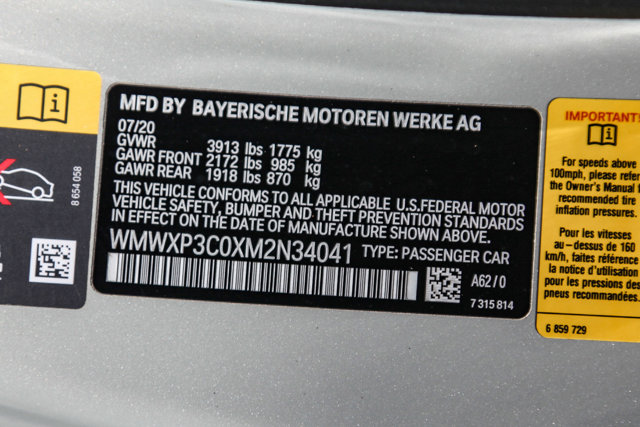 MFD BY BAYERISCHE MOTOREN WERKE AG
07/20
GVWR 3913 lbs 1775 kg
GAWR FRONT 2172 lbs 985 kg
GAWR REAR 1918 lbs 870 kg
THIS VEHICLE CONFORMS TO ALL APPLICABLE U.S.FEDERAL MOTOR
VEHICLE SAFETY, BUMPER AND THEFT PREVENTION STANDARDS
IN EFFECT ON THE DATE OF MANUFACTURE SHOWN ABOVE.
WMWXP3C0XM2N34041 TYPE: PASSENGER CAR
A62/0
7 315 814
8 654 058
IMPORTANT!
For speeds above
100mph, please refer
the Owner's Manual f
recommended tire
inflation pressures.
Pour les vitesses
au-dessus de 160
km/h, faites référence
la notice d'utilisation
pour les pressions de
pneu recommandées.
6 859 729